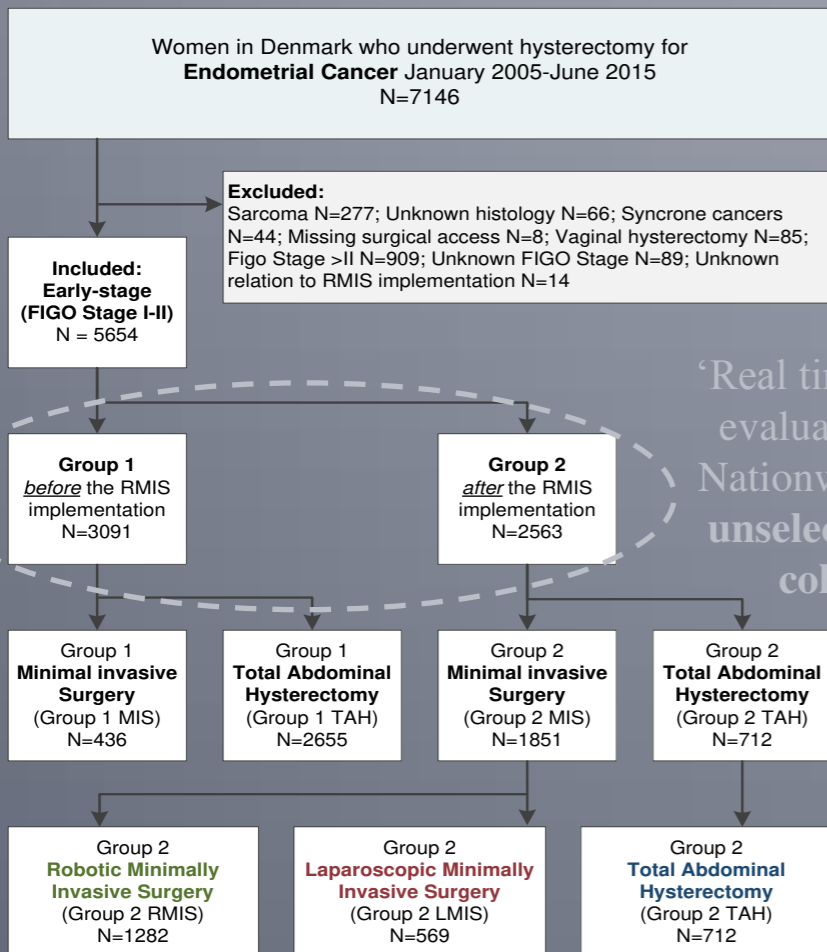 Women in Denmark who underwent hysterectomy for
Endometrial Cancer January 2005-June 2015
N=7146
Excluded:
Sarcoma N=277; Unknown histology N=66; Syncrone cancers
N=44; Missing surgical access N=8; Vaginal hysterectomy N=85;
Figo Stage >II N=909; Unknown FIGO Stage N=89; Unknown
relation to RMIS implementation N=14
Included:
Early-stage
(FIGO Stage I-II)
N = 5654
‘Real
Group 1
before the RMIS
implementation
N=3091
Group 2
after the RMIS
implementation
N=2563
Group 1
Minimal invasive
Surgery
(Group 1 MIS)
N=436
Group 1
Total Abdominal
Hysterectomy
(Group 1 TAH)
N=2655
Group 2
Minimal invasive
Surgery
(Group 2 MIS)
N=1851
Group 2
Total Abdominal
Hysterectomy
(Group 2 TAH)
N=712
Group 2
Robotic Minimally
Invasive Surgery
(Group 2 RMIS)
N=1282
Group 2
Laparoscopic Minimally
Invasive Surgery
(Group 2 LMIS)
N=569
Group 2
Total Abdominal
Hysterectomy
(Group 2 TAH)
N=712